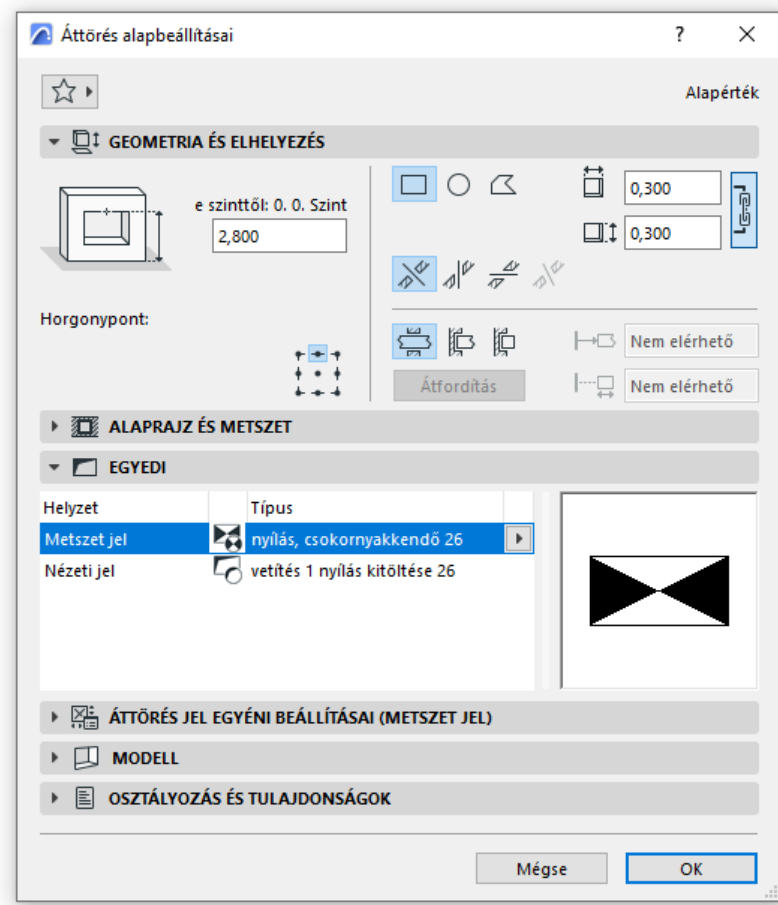 Áttörés alapbeállításai
?
Alapérték
GEOMETRIA ÉS ELHELYEZÉS
e szinttől: 0. 0. Szint
2,800
0,300
0,300
Horgonypont:
Nem elérhető
Átfordítás
Nem elérhető
ALAPRAJZ ÉS METSZET
EGYEDI
Helyzet Típus
Metszet jel nyílás, csokornyakkendő 26
Nézeti jel vetítés 1 nyílás kitöltése 26
ÁTTÖRÉS JEL EGYÉNI BEÁLLÍTÁSAI (METSZET JEL)
MODELL
OSZTÁLYOZÁS ÉS TULAJDONSÁGOK
Mégse OK